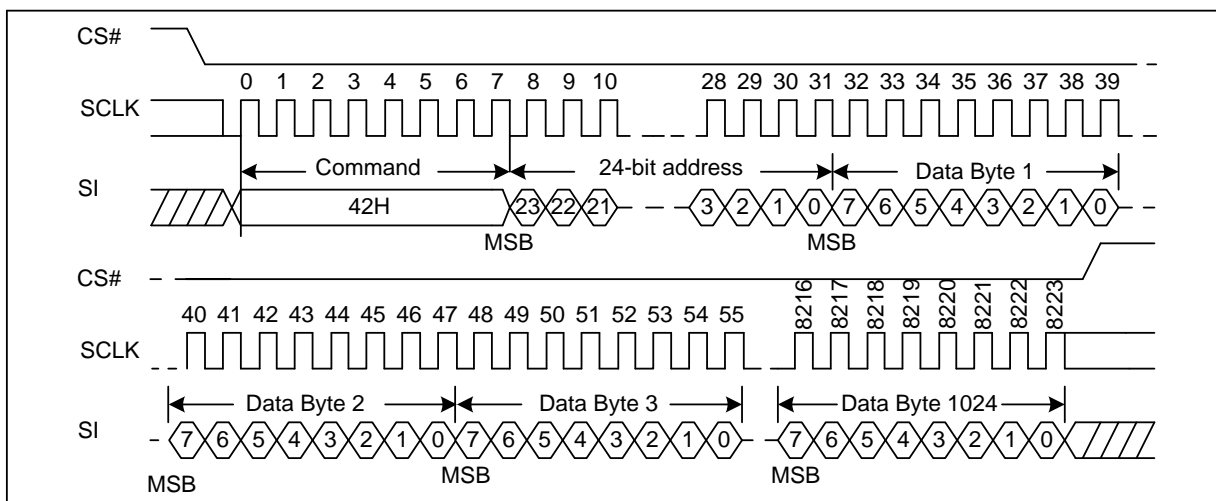 CS#
0 1 2 3 4 5 6 7 8 9 10 28 29 30 31 32 33 34 35 36 37 38 39
SCLK
Command 24-bit address Data Byte 1
SI 42H 23 22 21 3 2 1 0 7 6 5 4 3 2 1 0
MSB MSB
CS#
40 41 42 43 44 45 46 47 48 49 50 51 52 53 54 55 8216 8217 8218 8219 8220 8221 8222 8223
SCLK
Data Byte 2 Data Byte 3 Data Byte 1024
SI 7 6 5 4 3 2 1 0 7 6 5 4 3 2 1 0 7 6 5 4 3 2 1 0
MSB MSB MSB